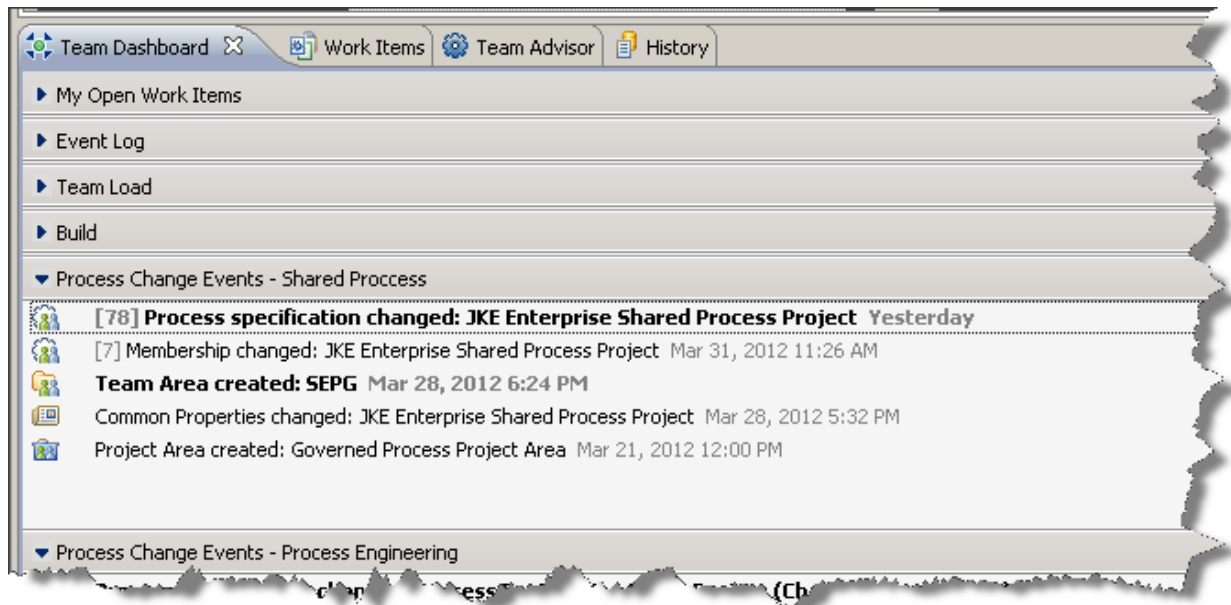 Team Dashboard Work Items Team Advisor History
My Open Work Items
Event Log
Team Load
Build
Process Change Events - Shared Proccess
[78] Process specification changed: JKE Enterprise Shared Process Project Yesterday
[7] Membership changed: JKE Enterprise Shared Process Project Mar 31, 2012 11:26 AM
Team Area created: SEPG Mar 28, 2012 6:24 PM
Common Properties changed: JKE Enterprise Shared Process Project Mar 28, 2012 5:32 PM
Project Area created: Governed Process Project Area Mar 21, 2012 12:00 PM
Process Change Events - Process Engineering